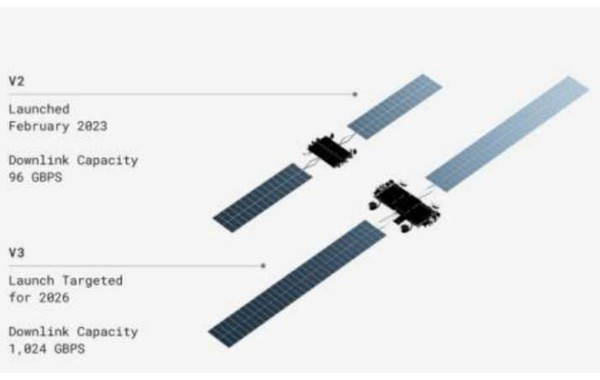 V2
Launched
February 2023
Downlink Capacity
96 GBPS
V3
Launch Targeted
for 2026
Downlink Capacity
1,024 GBPS